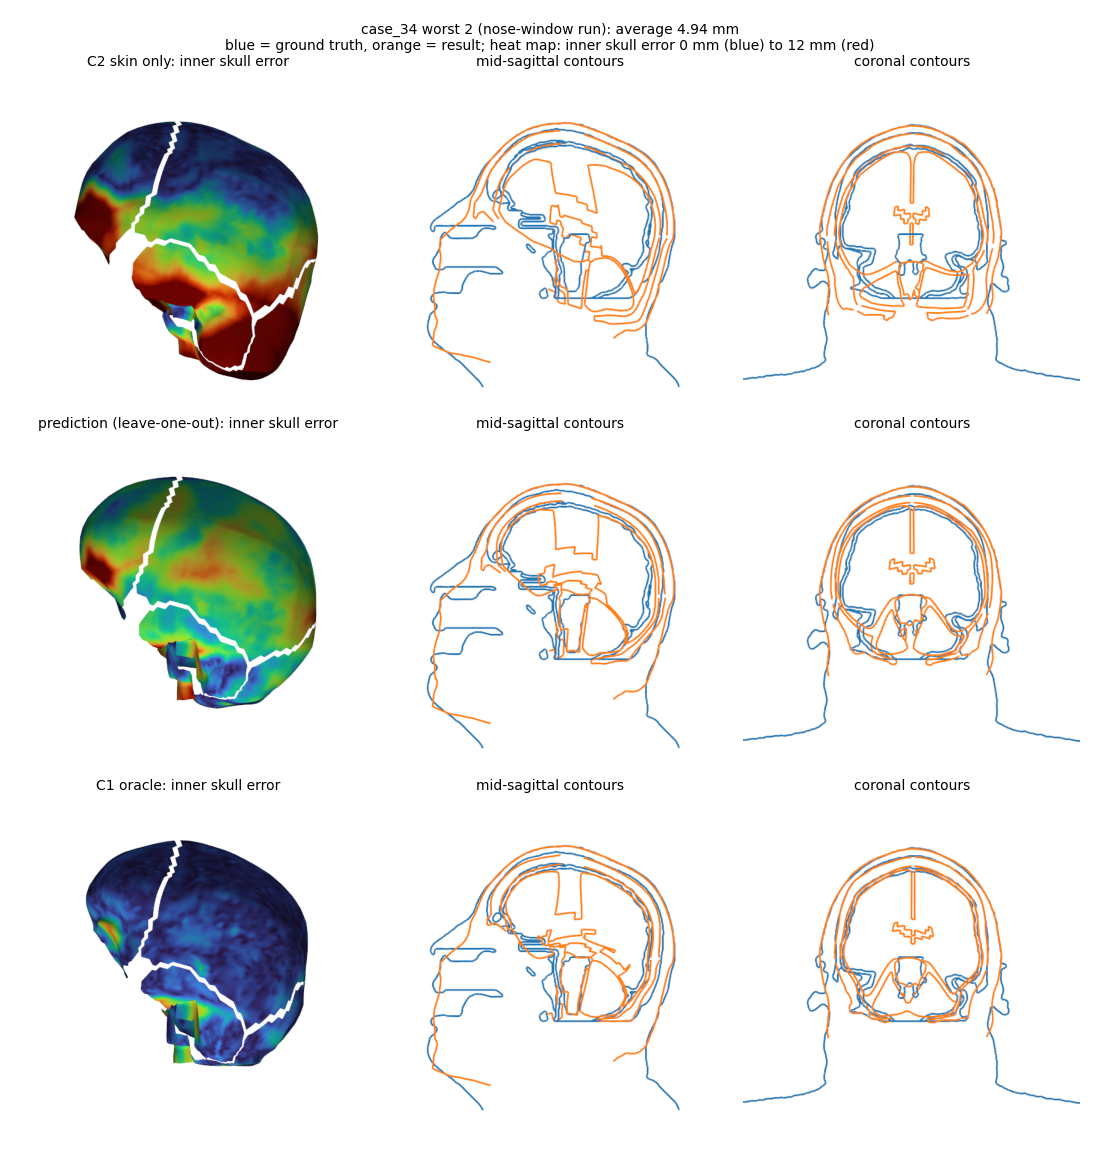 case_34 worst 2 (nose-window run): average 4.94 mm
blue = ground truth, orange = result; heat map: inner skull error 0 mm (blue) to 12 mm (red)
C2 skin only: inner skull error
mid-sagittal contours
coronal contours
prediction (leave-one-out): inner skull error
mid-sagittal contours
coronal contours
C1 oracle: inner skull error
mid-sagittal contours
coronal contours